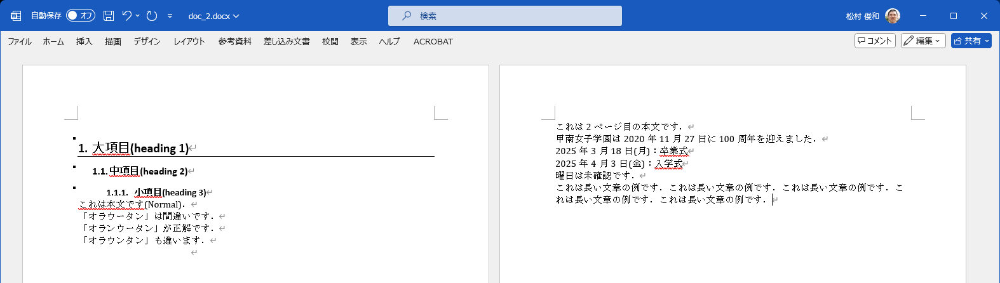 自動保存 オフ doc_2.docx 検索 松村 俊和
ファイル ホーム 挿入 描画 デザイン レイアウト 参考資料 差し込み文書 校閲 表示 ヘルプ ACROBAT コメント 編集 共有
1. 大項目(heading 1)
1.1. 中項目(heading 2)
1.1.1. 小項目(heading 3)
これは本文です(Normal).
「オラウータン」は間違いです.
「オランウータン」が正解です.
「オラウンタン」も違います.
これは 2 ページ目の本文です.
甲南女子学園は 2020 年 11 月 27 日に 100 周年を迎えました.
2025 年 3 月 18 日(月)：卒業式
2025 年 4 月 3 日(金)：入学式
曜日は未確認です.
これは長い文章の例です. これは長い文章の例です. これは長い文章の例です. こ
れは長い文章の例です. これは長い文章の例です.